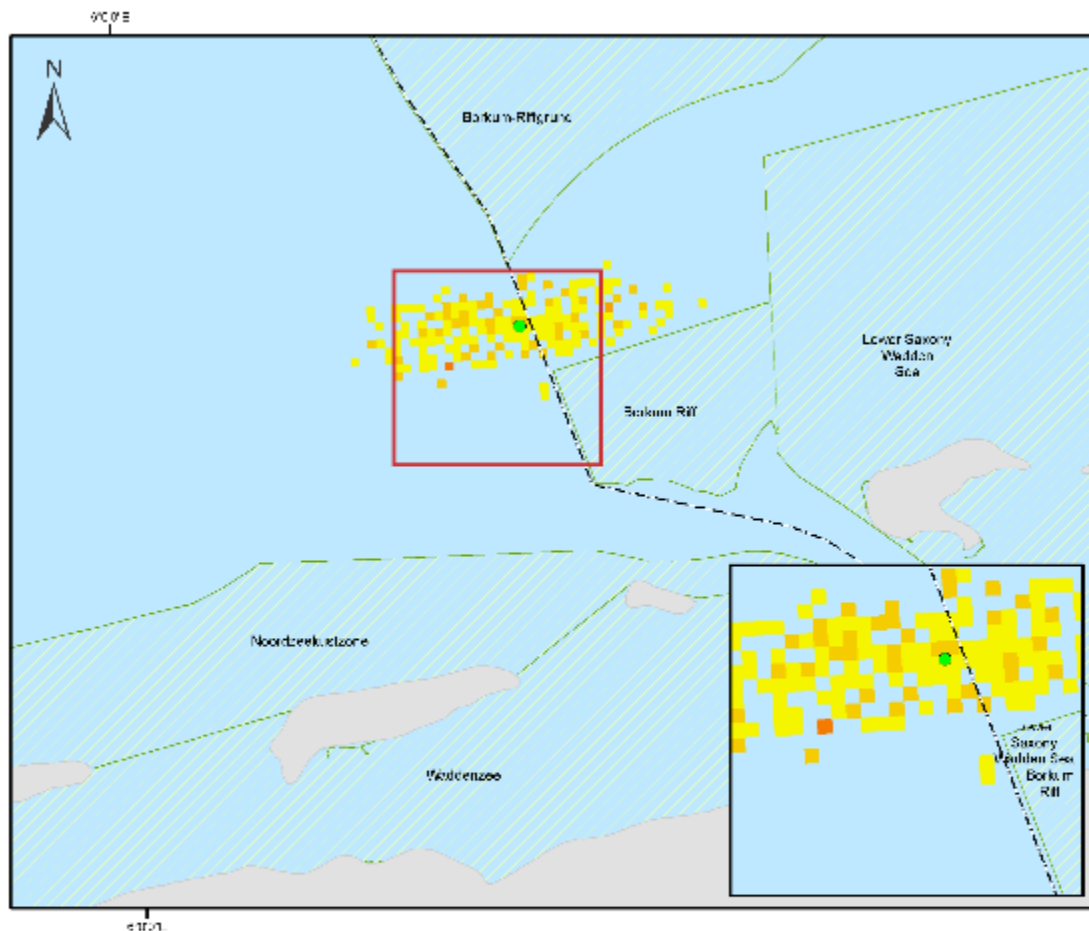 N
Borkum-Riffgrund
Lower Saxony
Wadden
Sea
Borkum Riff
Noordzeekustzone
Waddenzee
Saxony
Wadden Sea
Borkum
Riff